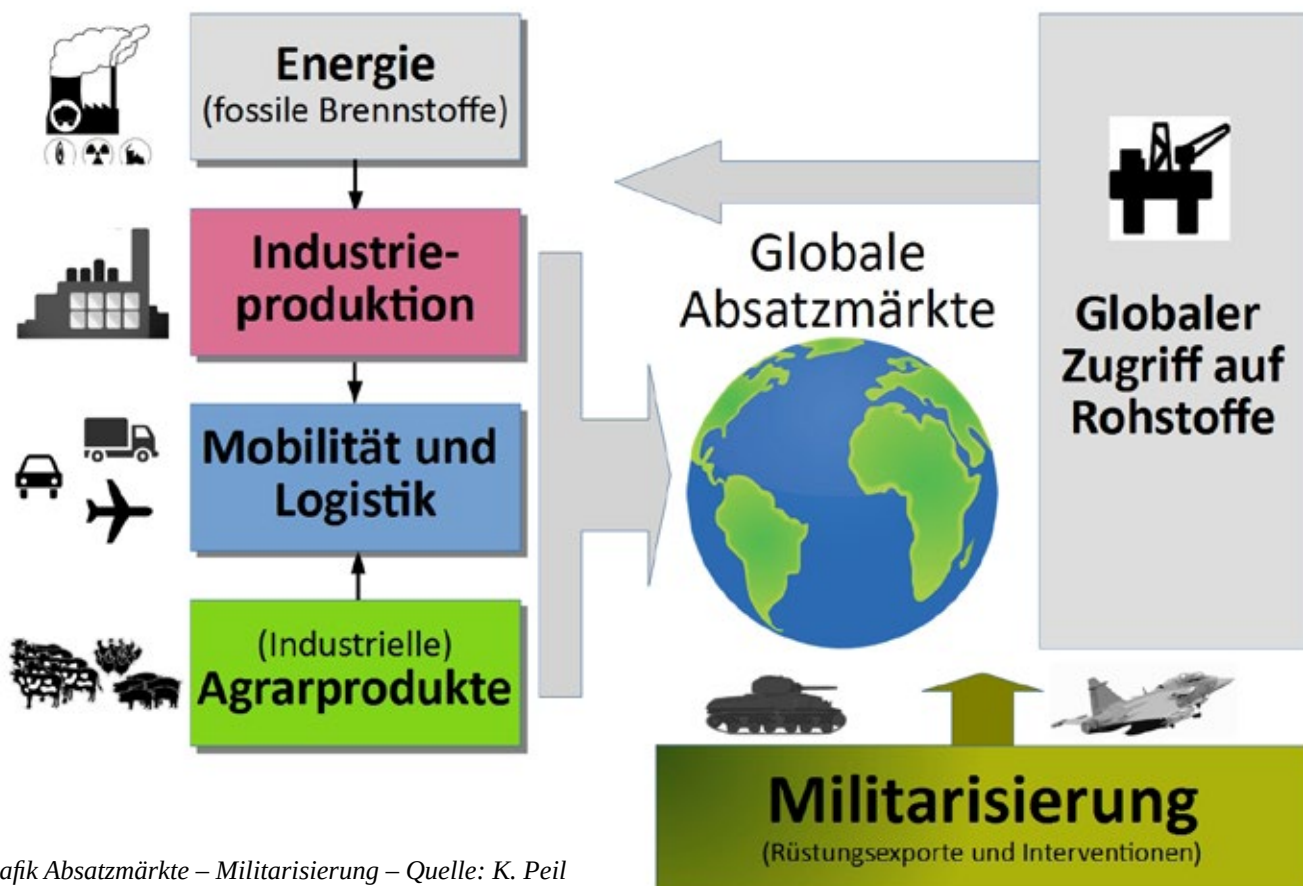 Energie
(fossile Brennstoffe)
Industrie-
produktion
Mobilität und
Logistik
(Industrielle)
Agrarprodukte
Globale
Absatzmärkte
Globaler
Zugriff auf
Rohstoffe
Militarisierung
(Rüstungsexporte und Interventionen)
afik Absatzmärkte – Militarisierung – Quelle: K. Peil